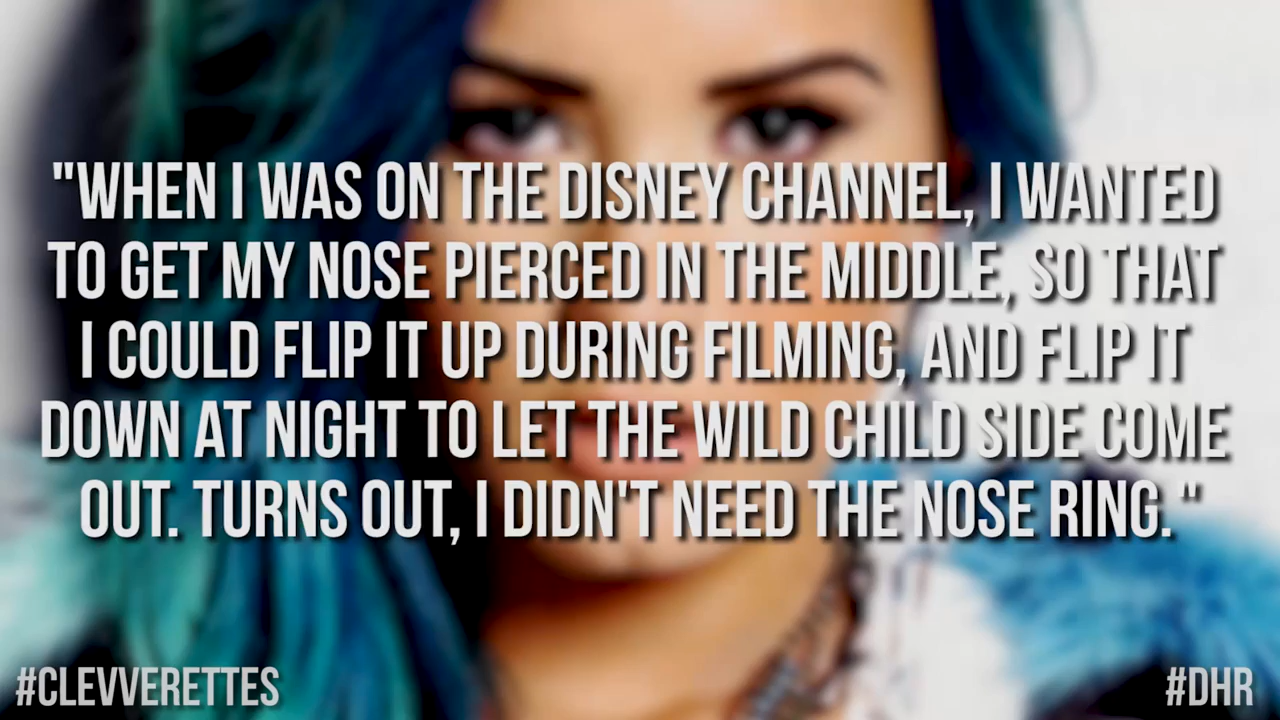 "WHEN I WAS ON THE DISNEY CHANNEL, I WANTED
TO GET MY NOSE PIERCED IN THE MIDDLE, SO THAT
I COULD FLIP IT UP DURING FILMING, AND FLIP IT
DOWN AT NIGHT TO LET THE WILD CHILD SIDE COME
OUT. TURNS OUT, I DIDN'T NEED THE NOSE RING."
#CLEVVERETTES
#DHR